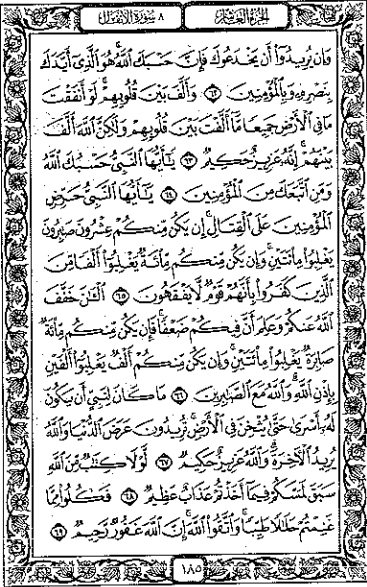 الجزء العاشر
٨ سورة الأنفال
وَإِن يُرِيدُوٓا۟ أَن يَخْدَعُوكَ فَإِنَّ حَسْبَكَ ٱللَّهُ ۚ هُوَ ٱلَّذِىٓ أَيَّدَكَ
بِنَصْرِهِۦ وَبِٱلْمُؤْمِنِينَ ٦٢ وَأَلَّفَ بَيْنَ قُلُوبِهِمْ ۚ لَوْ أَنفَقْتَ
مَا فِى ٱلْأَرْضِ جَمِيعًا مَّآ أَلَّفْتَ بَيْنَ قُلُوبِهِمْ وَلَٰكِنَّ ٱللَّهَ أَلَّفَ
بَيْنَهُمْ ۚ إِنَّهُۥ عَزِيزٌ حَكِيمٌ ٦٣ يَٰٓأَيُّهَا ٱلنَّبِىُّ حَسْبُكَ ٱللَّهُ
وَمَنِ ٱتَّبَعَكَ مِنَ ٱلْمُؤْمِنِينَ ٦٤ يَٰٓأَيُّهَا ٱلنَّبِىُّ حَرِّضِ
ٱلْمُؤْمِنِينَ عَلَى ٱلْقِتَالِ ۚ إِن يَكُن مِّنكُمْ عِشْرُونَ صَٰبِرُونَ
يَغْلِبُوا۟ مِا۟ئَتَيْنِ ۚ وَإِن يَكُن مِّنكُم مِّا۟ئَةٌ يَغْلِبُوٓا۟ أَلْفًا مِّنَ
ٱلَّذِينَ كَفَرُوا۟ بِأَنَّهُمْ قَوْمٌ لَّا يَفْقَهُونَ ٦٥ ٱلْـَٰٔنَ خَفَّفَ
ٱللَّهُ عَنكُمْ وَعَلِمَ أَنَّ فِيكُمْ ضَعْفًا ۚ فَإِن يَكُن مِّنكُم مِّا۟ئَةٌ
صَابِرَةٌ يَغْلِبُوا۟ مِا۟ئَتَيْنِ ۚ وَإِن يَكُن مِّنكُمْ أَلْفٌ يَغْلِبُوٓا۟ أَلْفَيْنِ
بِإِذْنِ ٱللَّهِ ۗ وَٱللَّهُ مَعَ ٱلصَّٰبِرِينَ ٦٦ مَا كَانَ لِنَبِىٍّ أَن يَكُونَ
لَهُۥٓ أَسْرَىٰ حَتَّىٰ يُثْخِنَ فِى ٱلْأَرْضِ ۚ تُرِيدُونَ عَرَضَ ٱلدُّنْيَا وَٱللَّهُ
يُرِيدُ ٱلْـَٔاخِرَةَ ۗ وَٱللَّهُ عَزِيزٌ حَكِيمٌ ٦٧ لَّوْلَا كِتَٰبٌ مِّنَ ٱللَّهِ
سَبَقَ لَمَسَّكُمْ فِيمَآ أَخَذْتُمْ عَذَابٌ عَظِيمٌ ٦٨ فَكُلُوا۟ مِمَّا
غَنِمْتُمْ حَلَٰلًا طَيِّبًا ۚ وَٱتَّقُوا۟ ٱللَّهَ ۚ إِنَّ ٱللَّهَ غَفُورٌ رَّحِيمٌ ٦٩
١٨٥